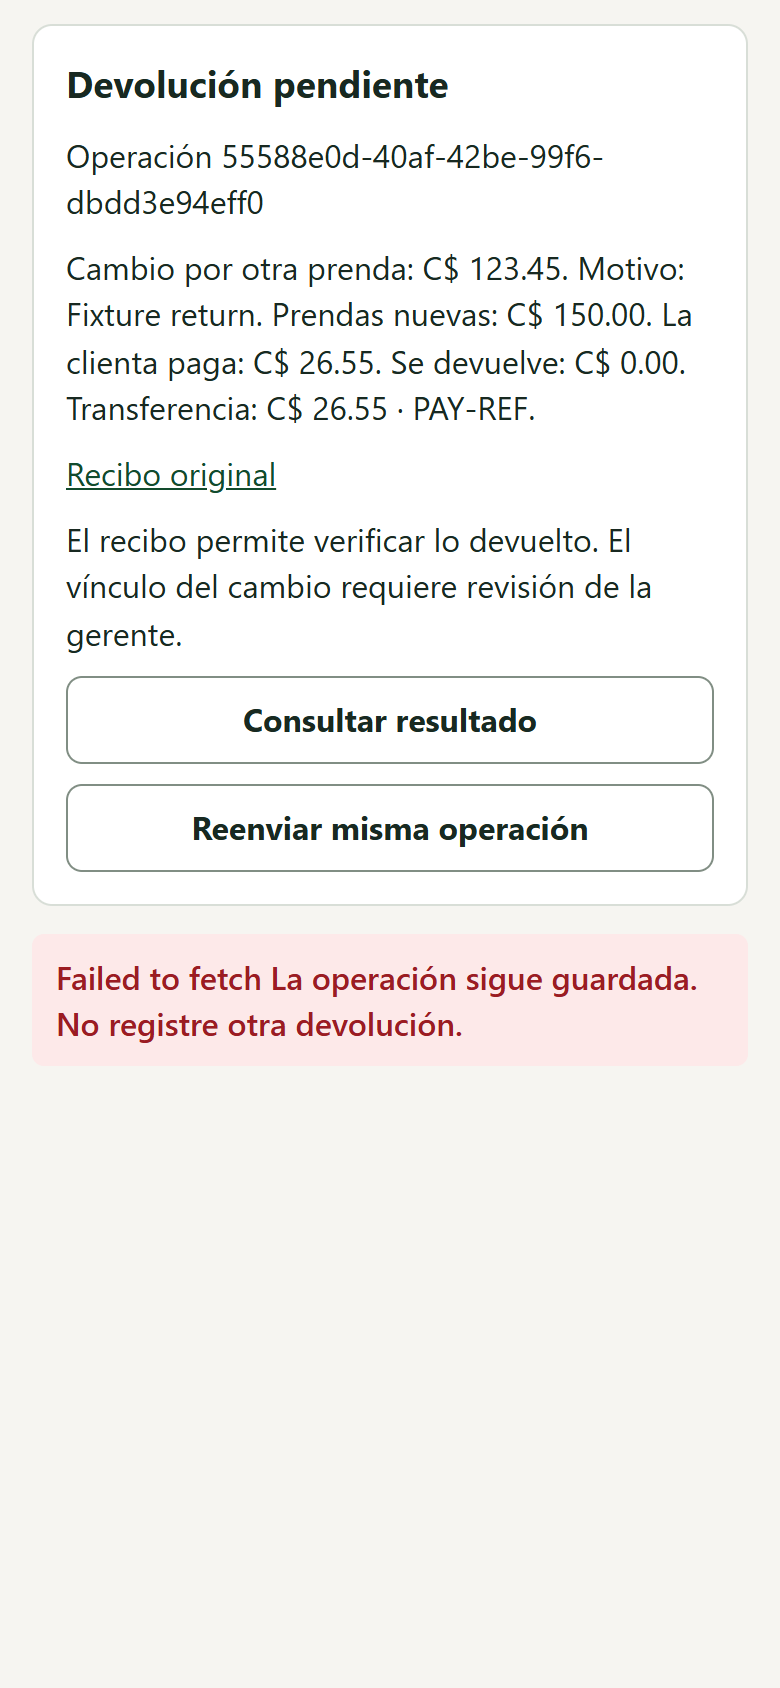 Devolución pendiente
Operación 55588e0d-40af-42be-99f6-
dbdd3e94eff0
Cambio por otra prenda: C$ 123.45. Motivo:
Fixture return. Prendas nuevas: C$ 150.00. La
clienta paga: C$ 26.55. Se devuelve: C$ 0.00.
Transferencia: C$ 26.55 · PAY-REF.
Recibo original
El recibo permite verificar lo devuelto. El
vínculo del cambio requiere revisión de la
gerente.
Consultar resultado
Reenviar misma operación
Failed to fetch La operación sigue guardada.
No registre otra devolución.